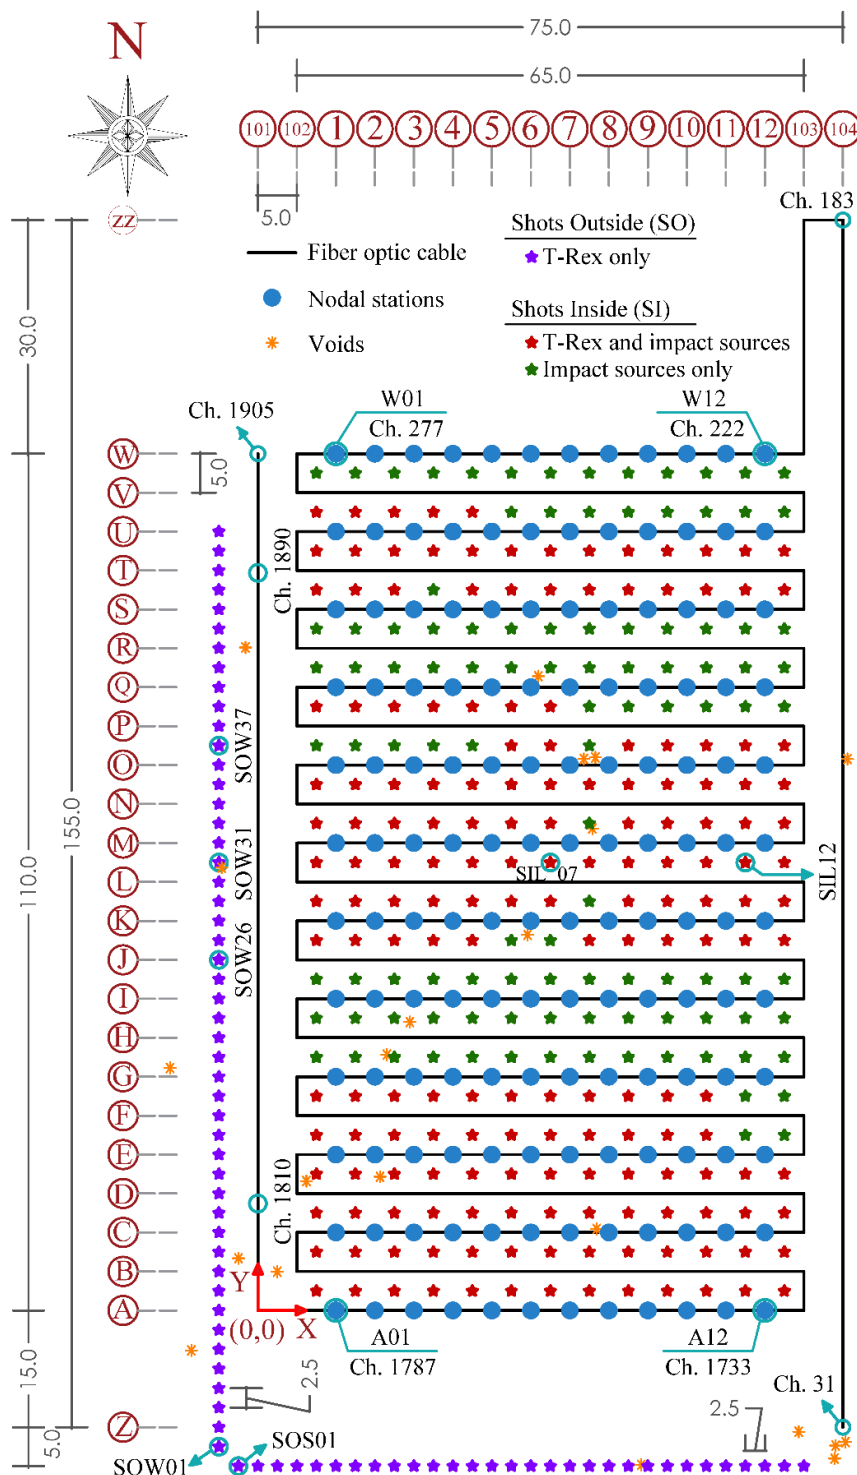 N
75.0
65.0
101 102 1 2 3 4 5 6 7 8 9 10 11 12 103 104
5.0
Ch. 183
ZZ
Shots Outside (SO)
Fiber optic cable
T-Rex only
Nodal stations
Shots Inside (SI)
Voids
T-Rex and impact sources
Impact sources only
30.0
Ch. 1905
W01
Ch. 277
W12
Ch. 222
W
5.0
V
U
Ch. 1890
T
S
R
Q
P
SOW37
O
N
155.0
M
SOW31
SIL 07
SIL12
L
110.0
K
SOW26
J
I
H
G
F
E
Ch. 1810
D
C
B
Y
A
(0,0)
X
A01
Ch. 1787
A12
Ch. 1733
15.0
2.5
Ch. 31
2.5
Z
5.0
SOS01
SOW01